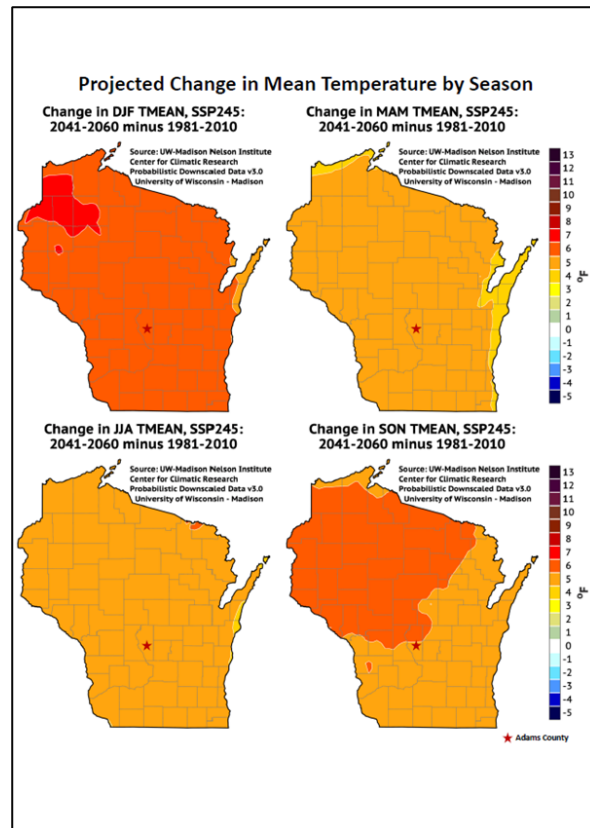 Projected Change in Mean Temperature by Season
Change in DJF TMEAN, SSP245:
2041-2060 minus 1981-2010
Source: UW-Madison Nelson Institute
Center for Climatic Research
Probabilistic Downscaled Data v3.0
University of Wisconsin - Madison
Change in MAM TMEAN, SSP245:
2041-2060 minus 1981-2010
Source: UW-Madison Nelson Institute
Center for Climatic Research
Probabilistic Downscaled Data v3.0
University of Wisconsin - Madison
13
12
11
10
9
8
7
6
5
4
3
2
1
0
-1
-2
-3
-4
-5
°F
Change in JJA TMEAN, SSP245:
2041-2060 minus 1981-2010
Source: UW-Madison Nelson Institute
Center for Climatic Research
Probabilistic Downscaled Data v3.0
University of Wisconsin - Madison
Change in SON TMEAN, SSP245:
2041-2060 minus 1981-2010
Source: UW-Madison Nelson Institute
Center for Climatic Research
Probabilistic Downscaled Data v3.0
University of Wisconsin - Madison
13
12
11
10
9
8
7
6
5
4
3
2
1
0
-1
-2
-3
-4
-5
°F
Adams County